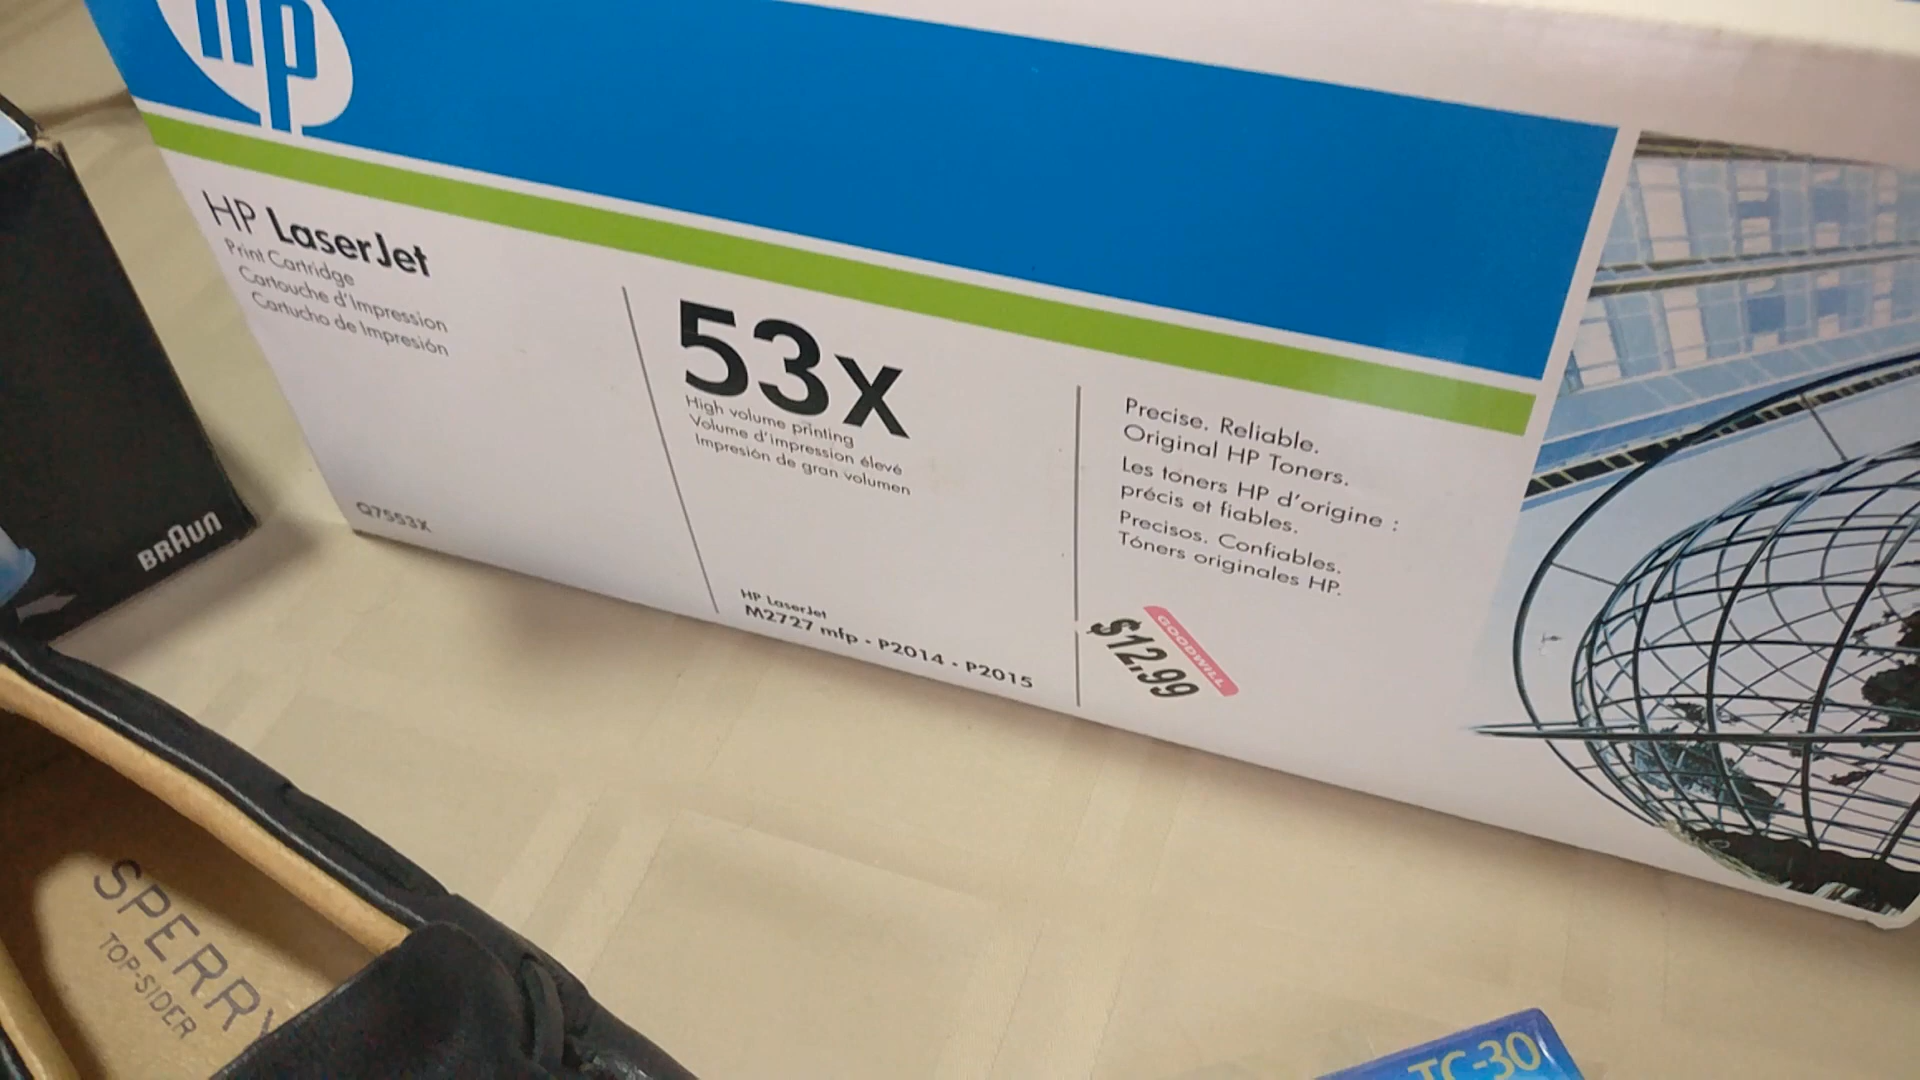 hp
HP LaserJet
Print Cartridge
Cartouche d'Impression
Cartucho de Impresión
Q7553X
53X
High volume printing
Volume d'impression élevé
Impresión de gran volumen
HP LaserJet
M2727 mfp - P2014 - P2015
Precise. Reliable.
Original HP Toners.
Les toners HP d'origine :
précis et fiables.
Precisos. Confiables.
Tóners originales HP.
GOODWILL
$12.99
BRAUN
SPERRY
TOP-SIDER
TC-30